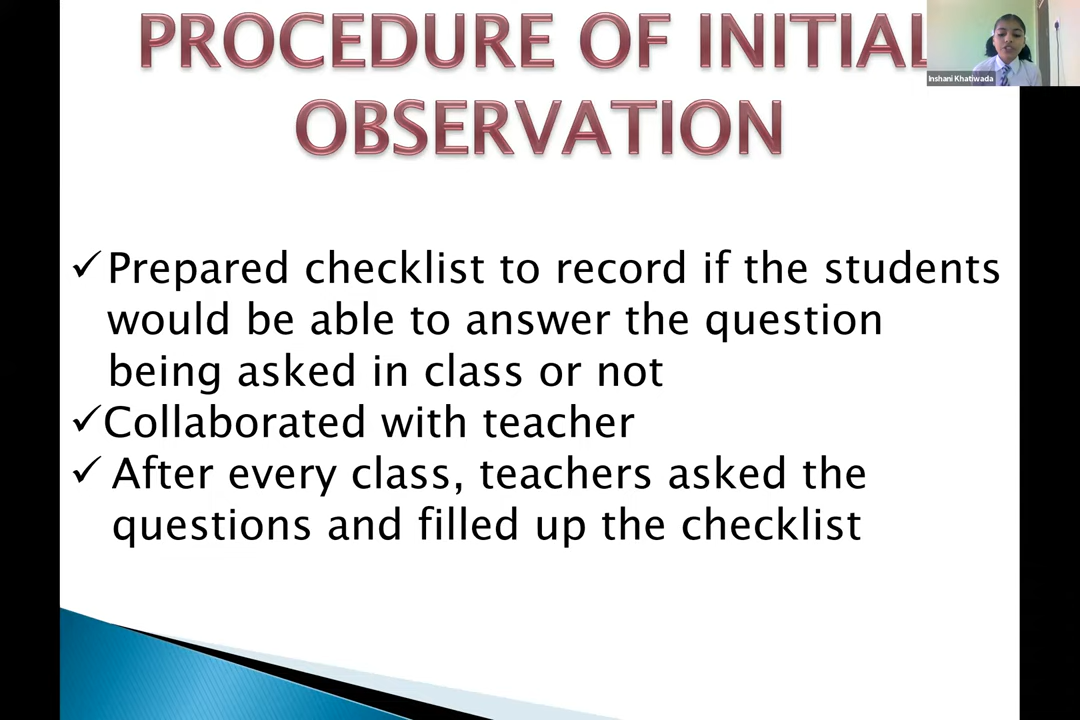 PROCEDURE OF INITIAL
OBSERVATION
Inshani Khatiwada
✓Prepared checklist to record if the students
would be able to answer the question
being asked in class or not
✓Collaborated with teacher
✓ After every class, teachers asked the
questions and filled up the checklist